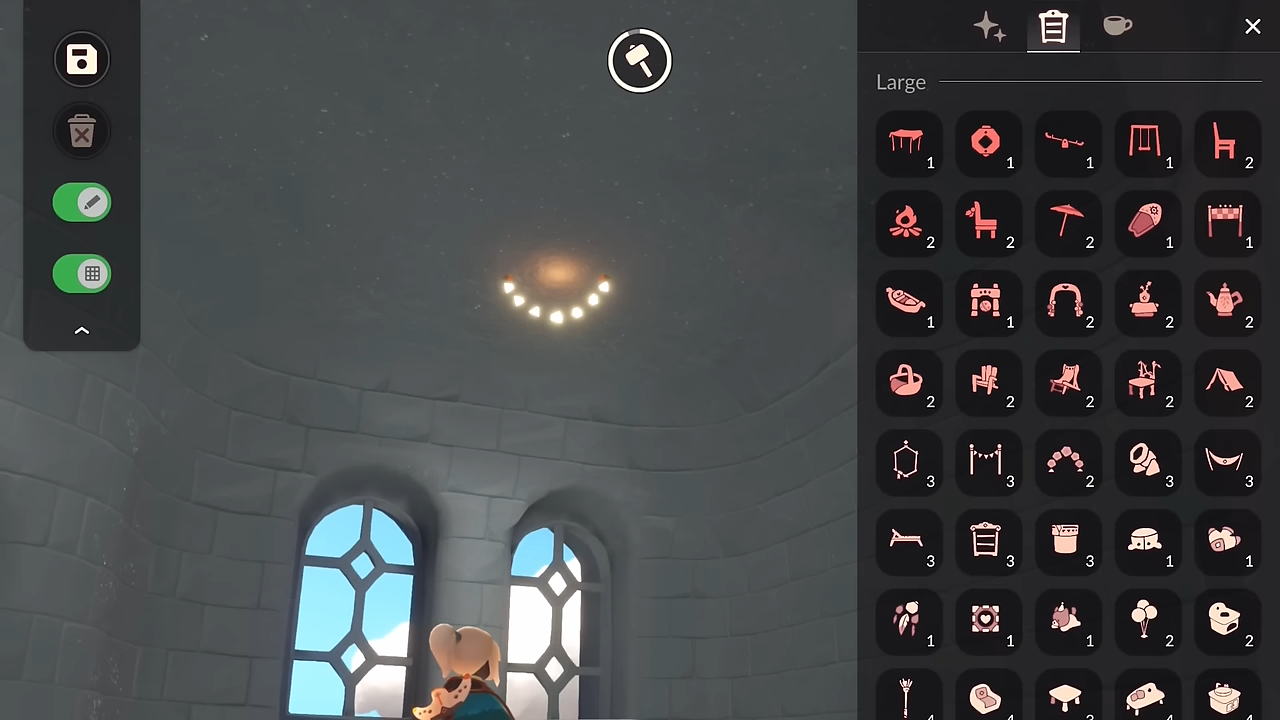 Large
1 1 1 1 2
2 2 2 1 1
1 1 2 2 2
2 2 2 2 2
3 3 2 3 3
3 3 3 1 1
1 1 1 2 2